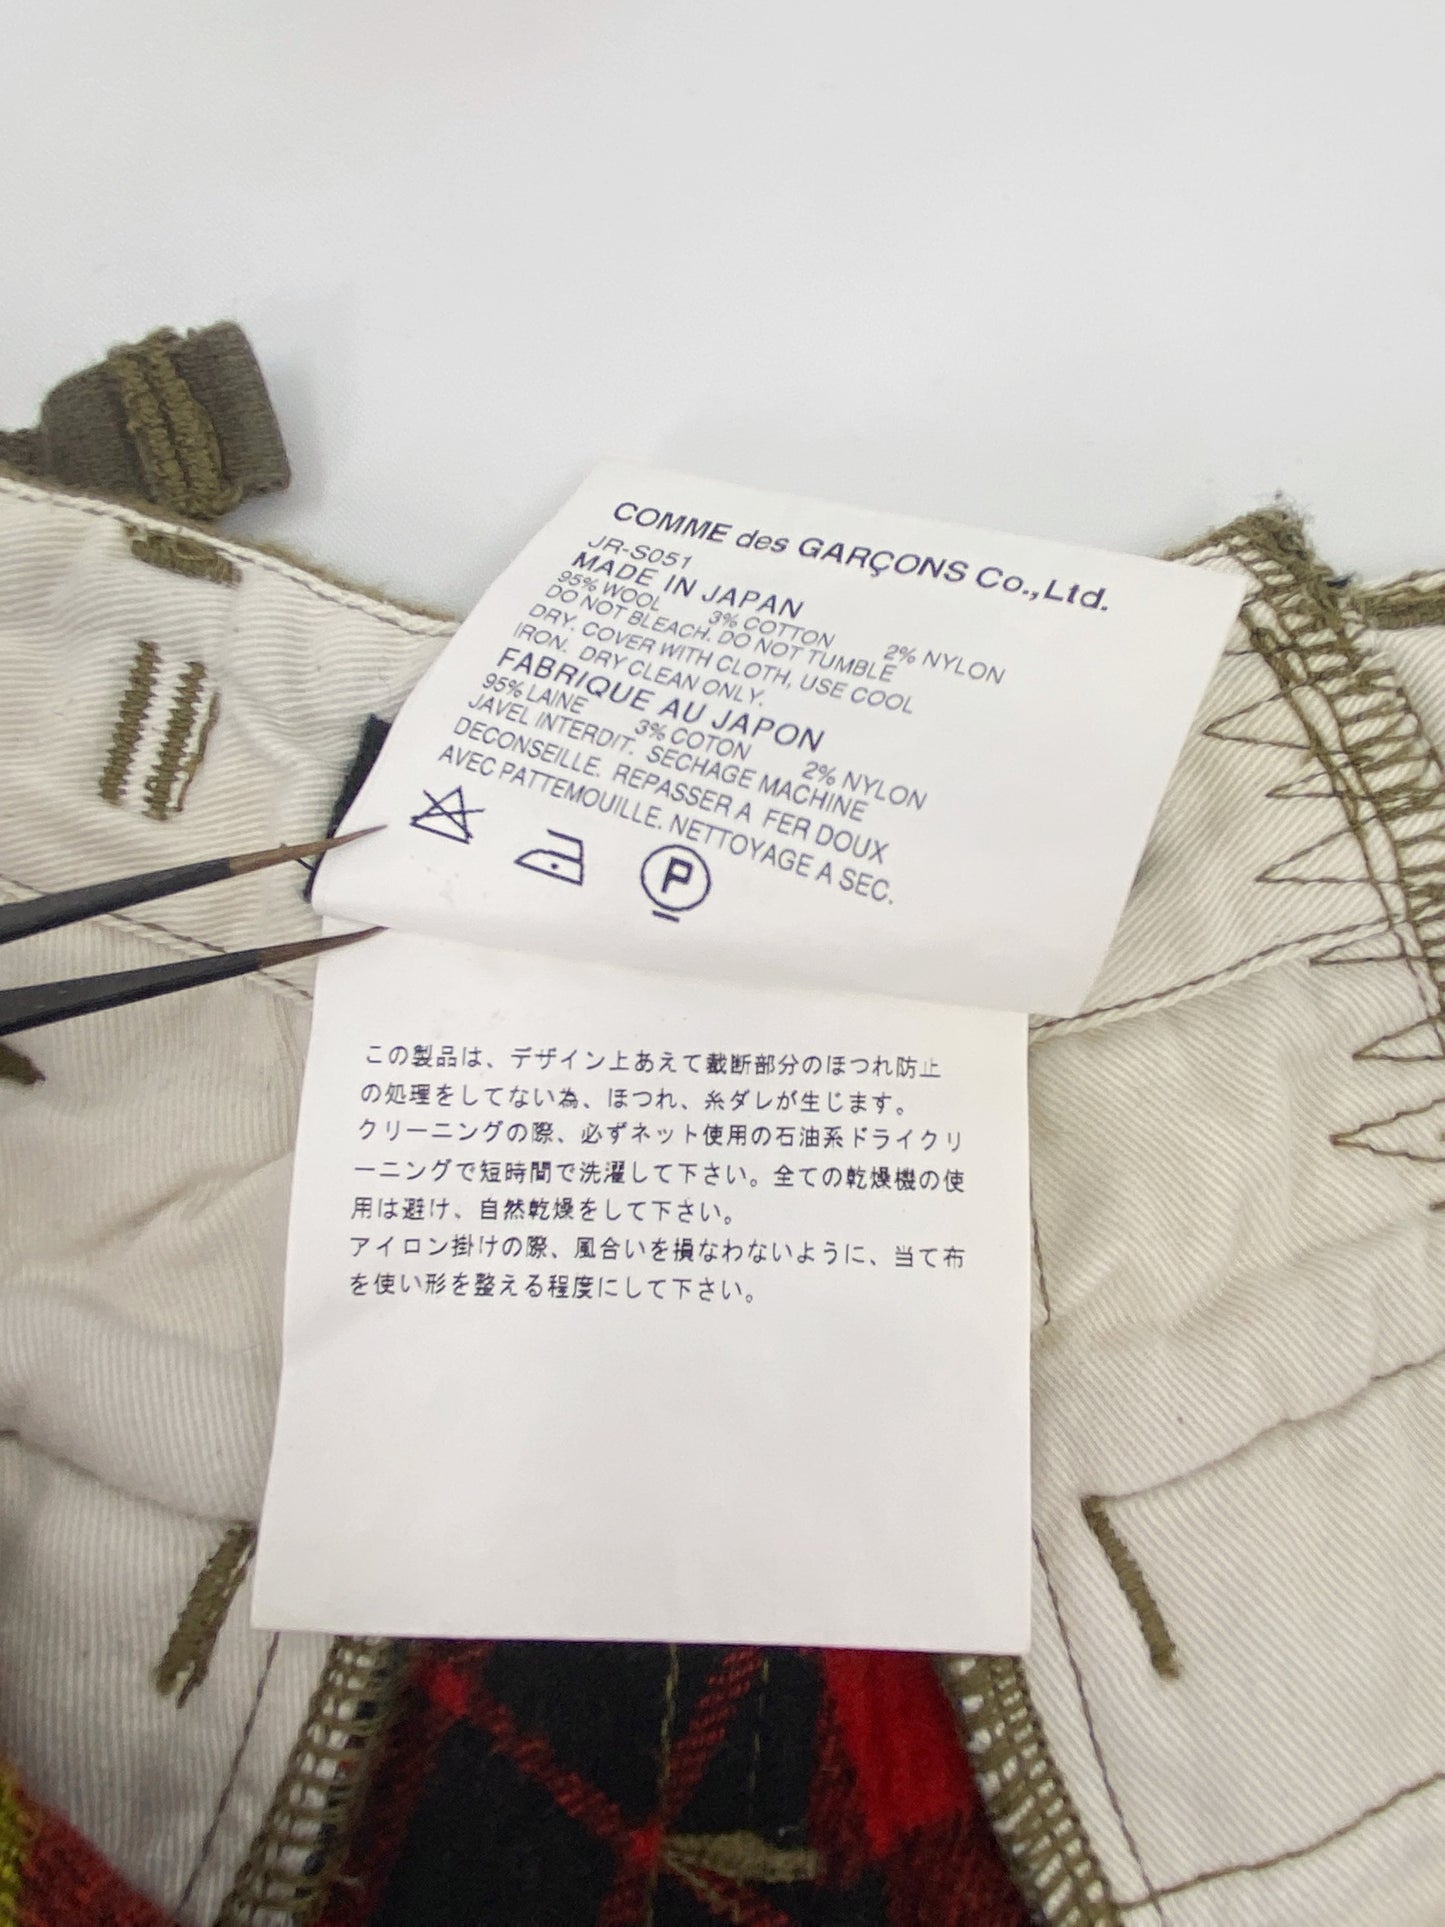 COMME des GARÇONS Co.,Ltd.
JR-S051
MADE IN JAPAN
95% WOOL 3% COTTON 2% NYLON
DO NOT BLEACH. DO NOT TUMBLE
DRY. COVER WITH CLOTH, USE COOL
IRON. DRY CLEAN ONLY.
FABRIQUE AU JAPON
95% LAINE 3% COTON 2% NYLON
JAVEL INTERDIT. SECHAGE MACHINE
DECONSEILLE. REPASSER A FER DOUX
AVEC PATTEMOUILLE. NETTOYAGE A SEC.
P
この製品は、デザイン上あえて裁断部分のほつれ防止
の処理をしてない為、ほつれ、糸ダレが生じます。
クリーニングの際、必ずネット使用の石油系ドライクリ
ーニングで短時間で洗濯して下さい。全ての乾燥機の使
用は避け、自然乾燥をして下さい。
アイロン掛けの際、風合いを損なわないように、当て布
を使い形を整える程度にして下さい。